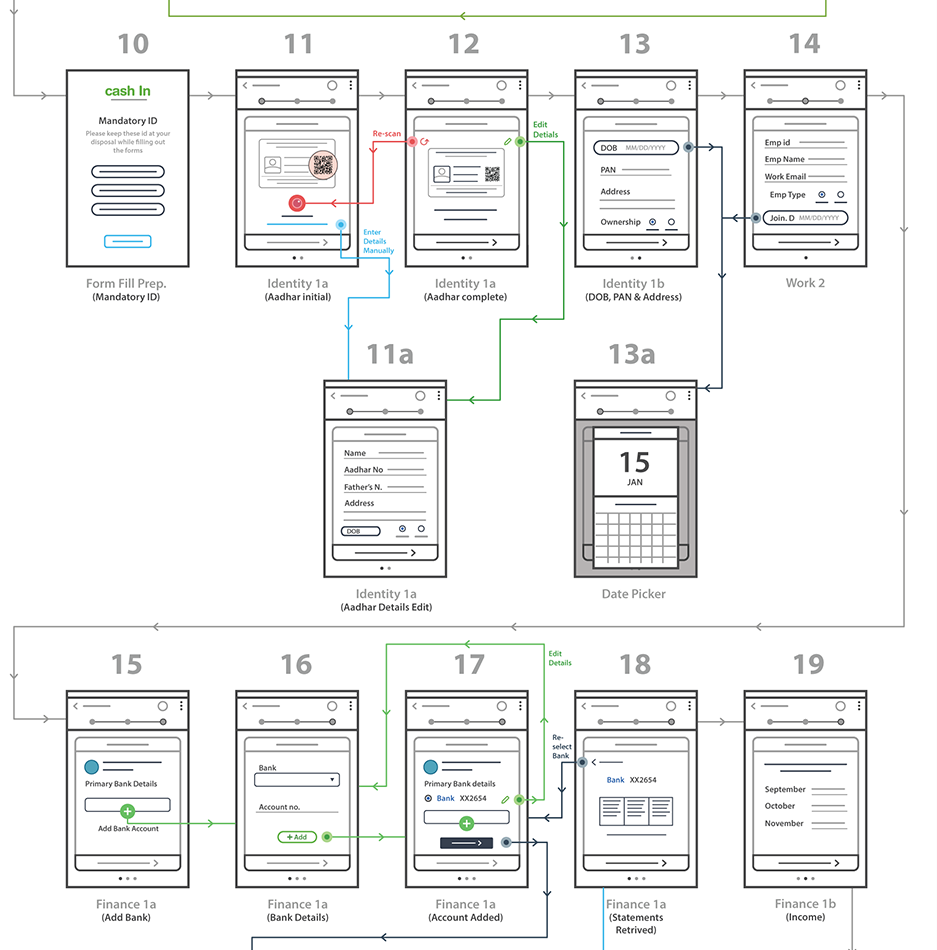 10
11
12
13
14
cash In
Mandatory ID
Please keep these id at your
disposal while filling out
the forms
Re-scan
Enter
Details
Manually
Edit
Detials
DOB MM/DD/YYYY
PAN
Address
Ownership
Emp id
Emp Name
Work Email
Emp Type
Join. D MM/DD/YYYY
Form Fill Prep.
(Mandatory ID)
Identity 1a
(Aadhar initial)
Identity 1a
(Aadhar complete)
Identity 1b
(DOB, PAN & Address)
Work 2
11a
13a
Name
Aadhar No
Father's N.
Address
DOB
15
JAN
Identity 1a
(Aadhar Details Edit)
Date Picker
15
16
17
18
19
Edit
Details
Primary Bank Details
Add Bank Account
Bank
Account no.
+ Add
Primary Bank details
Bank XX2654
Re-
select
Bank
Bank XX2654
September
October
November
Finance 1a
(Add Bank)
Finance 1a
(Bank Details)
Finance 1a
(Account Added)
Finance 1a
(Statements
Retrived)
Finance 1b
(Income)